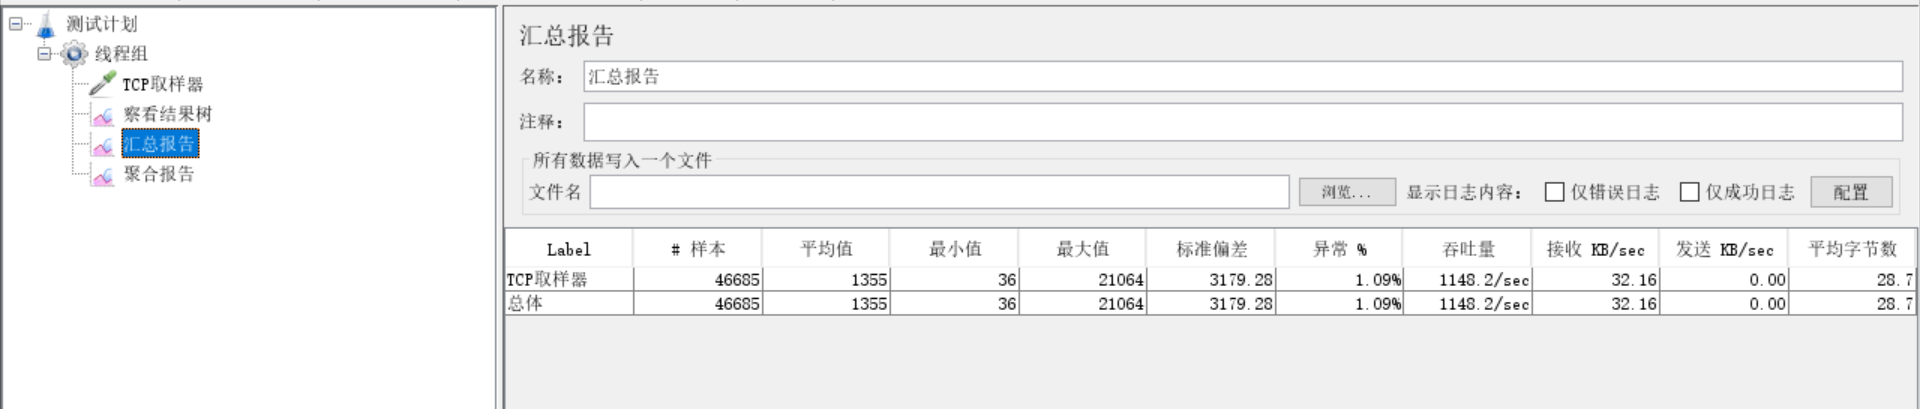 测试计划
线程组
TCP取样器
察看结果树
汇总报告
聚合报告
汇总报告
名称： 汇总报告
注释：
所有数据写入一个文件
文件名 浏览... 显示日志内容： 仅错误日志 仅成功日志 配置
Label # 样本 平均值 最小值 最大值 标准偏差 异常 % 吞吐量 接收 KB/sec 发送 KB/sec 平均字节数
TCP取样器 46685 1355 36 21064 3179.28 1.09% 1148.2/sec 32.16 0.00 28.7
总体 46685 1355 36 21064 3179.28 1.09% 1148.2/sec 32.16 0.00 28.7